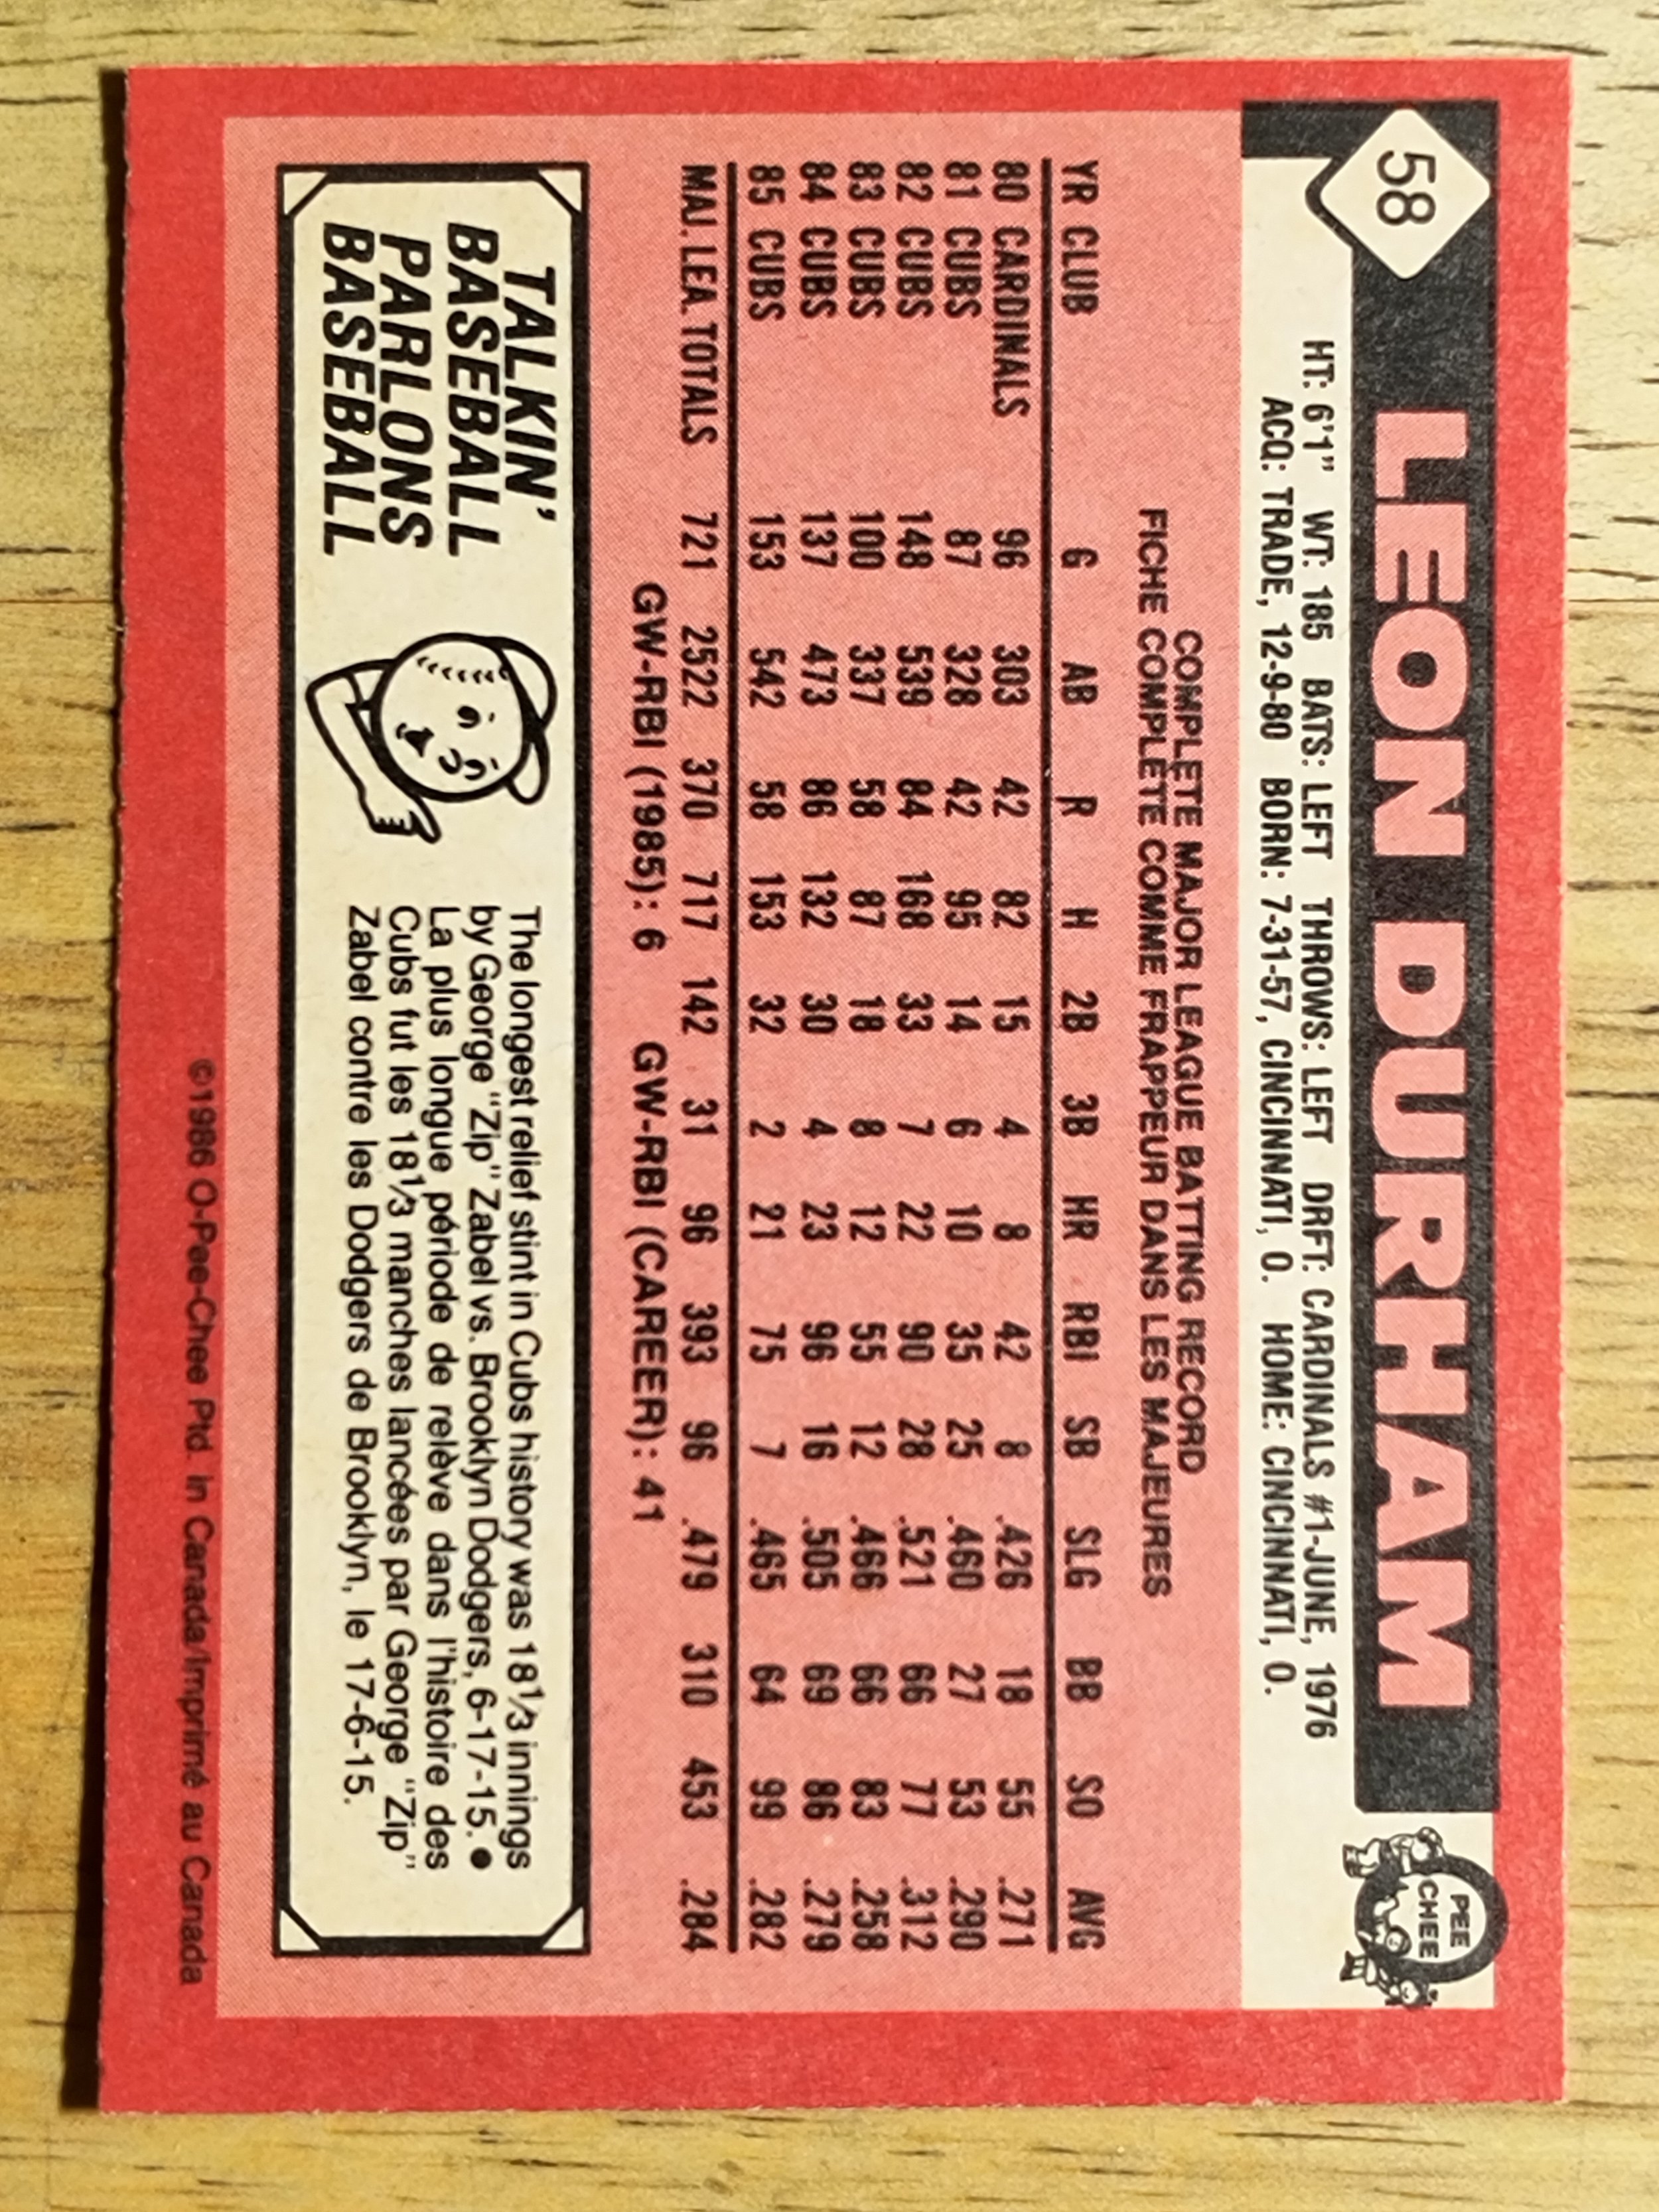 58
LEON DURHAM
O PEE CHEE
HT: 6'1" WT: 185 BATS: LEFT THROWS: LEFT DRFT: CARDINALS #1-JUNE, 1976
ACQ: TRADE, 12-9-80 BORN: 7-31-57, CINCINNATI, O. HOME: CINCINNATI, O.
COMPLETE MAJOR LEAGUE BATTING RECORD
FICHE COMPLETE COMME FRAPPEUR DANS LES MAJEURES
YR CLUB G AB R H 2B 3B HR RBI SB SLG BB SO AVG
80 CARDINALS 96 303 42 82 15 4 8 42 8 .426 18 55 .271
81 CUBS 87 328 42 95 14 6 10 35 25 .460 27 53 .290
82 CUBS 148 539 84 168 33 7 22 90 28 .521 66 77 .312
83 CUBS 100 337 58 87 18 8 12 55 12 .466 66 83 .258
84 CUBS 137 473 86 132 30 4 23 96 16 .505 69 86 .279
85 CUBS 153 542 58 153 32 2 21 75 7 .465 64 99 .282
MAJ. LEA. TOTALS 721 2522 370 717 142 31 96 393 96 .479 310 453 .284
GW-RBI (1985): 6 GW-RBI (CAREER): 41
TALKIN'
BASEBALL
PARLONS
BASEBALL
The longest relief stint in Cubs history was 18 1/3 innings
by George "Zip" Zabel vs. Brooklyn Dodgers, 6-17-15. ●
La plus longue période de relève dans l'histoire des
Cubs fut les 18 1/3 manches lancées par George "Zip"
Zabel contre les Dodgers de Brooklyn, le 17-6-15.
©1986 O-Pee-Chee Ptd. in Canada/Imprimé au Canada